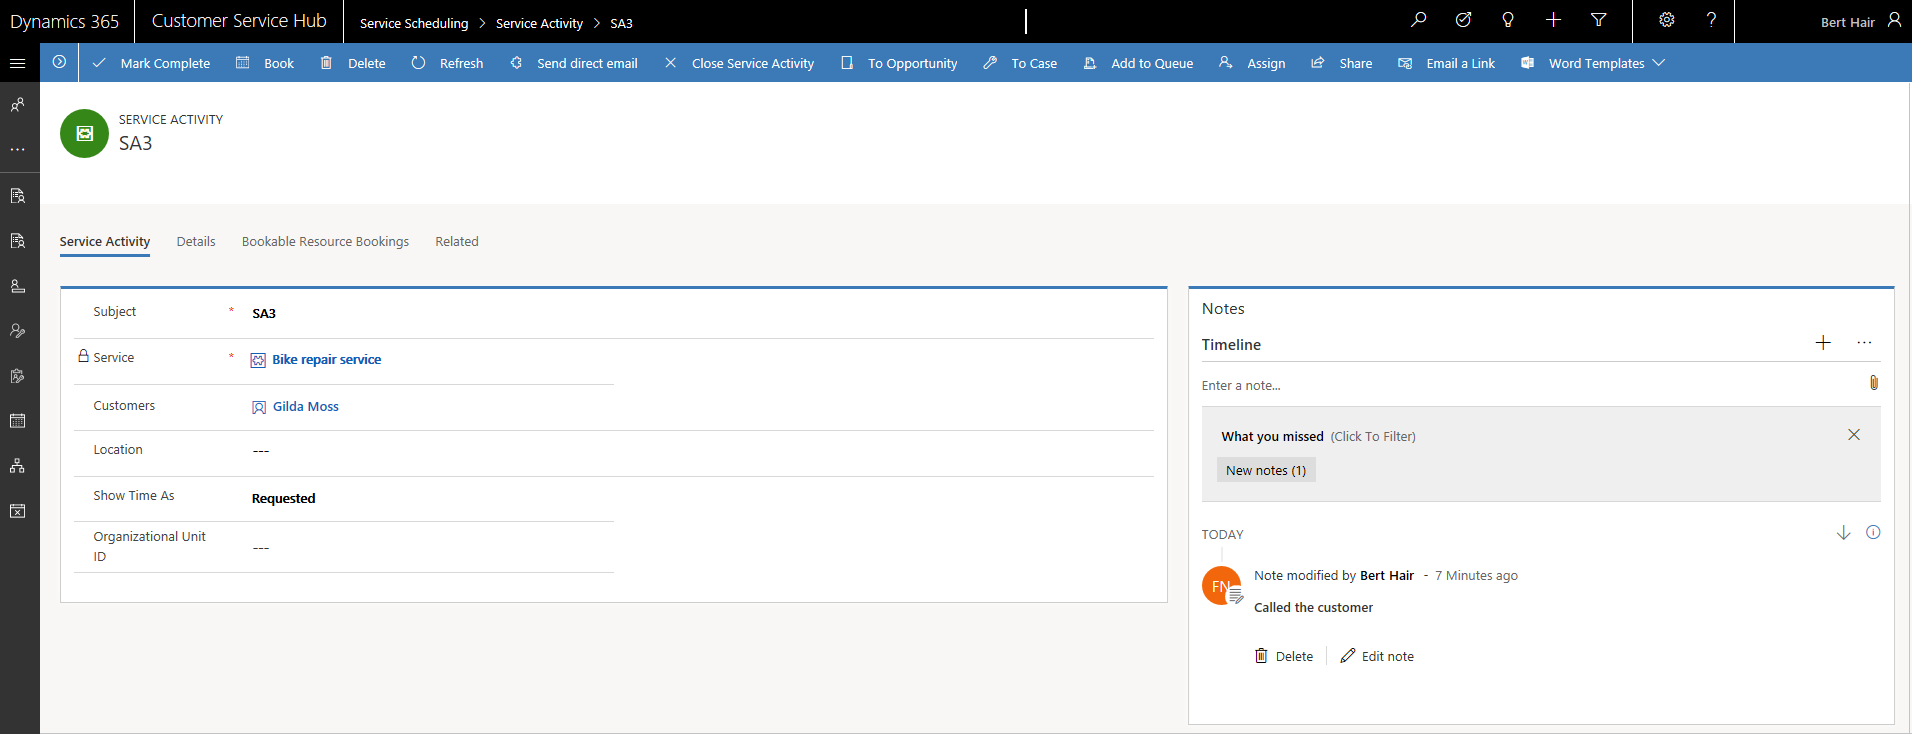 Dynamics 365 Customer Service Hub Service Scheduling > Service Activity > SA3 Bert Hair
Mark Complete Book Delete Refresh Send direct email Close Service Activity To Opportunity To Case Add to Queue Assign Share Email a Link Word Templates
SERVICE ACTIVITY
SA3
Service Activity Details Bookable Resource Bookings Related
Subject * SA3
Service * Bike repair service
Customers Gilda Moss
Location ---
Show Time As Requested
Organizational Unit
ID ---
Notes
Timeline
Enter a note...
What you missed (Click To Filter)
New notes (1)
TODAY
FN
Note modified by Bert Hair - 7 Minutes ago
Called the customer
Delete Edit note